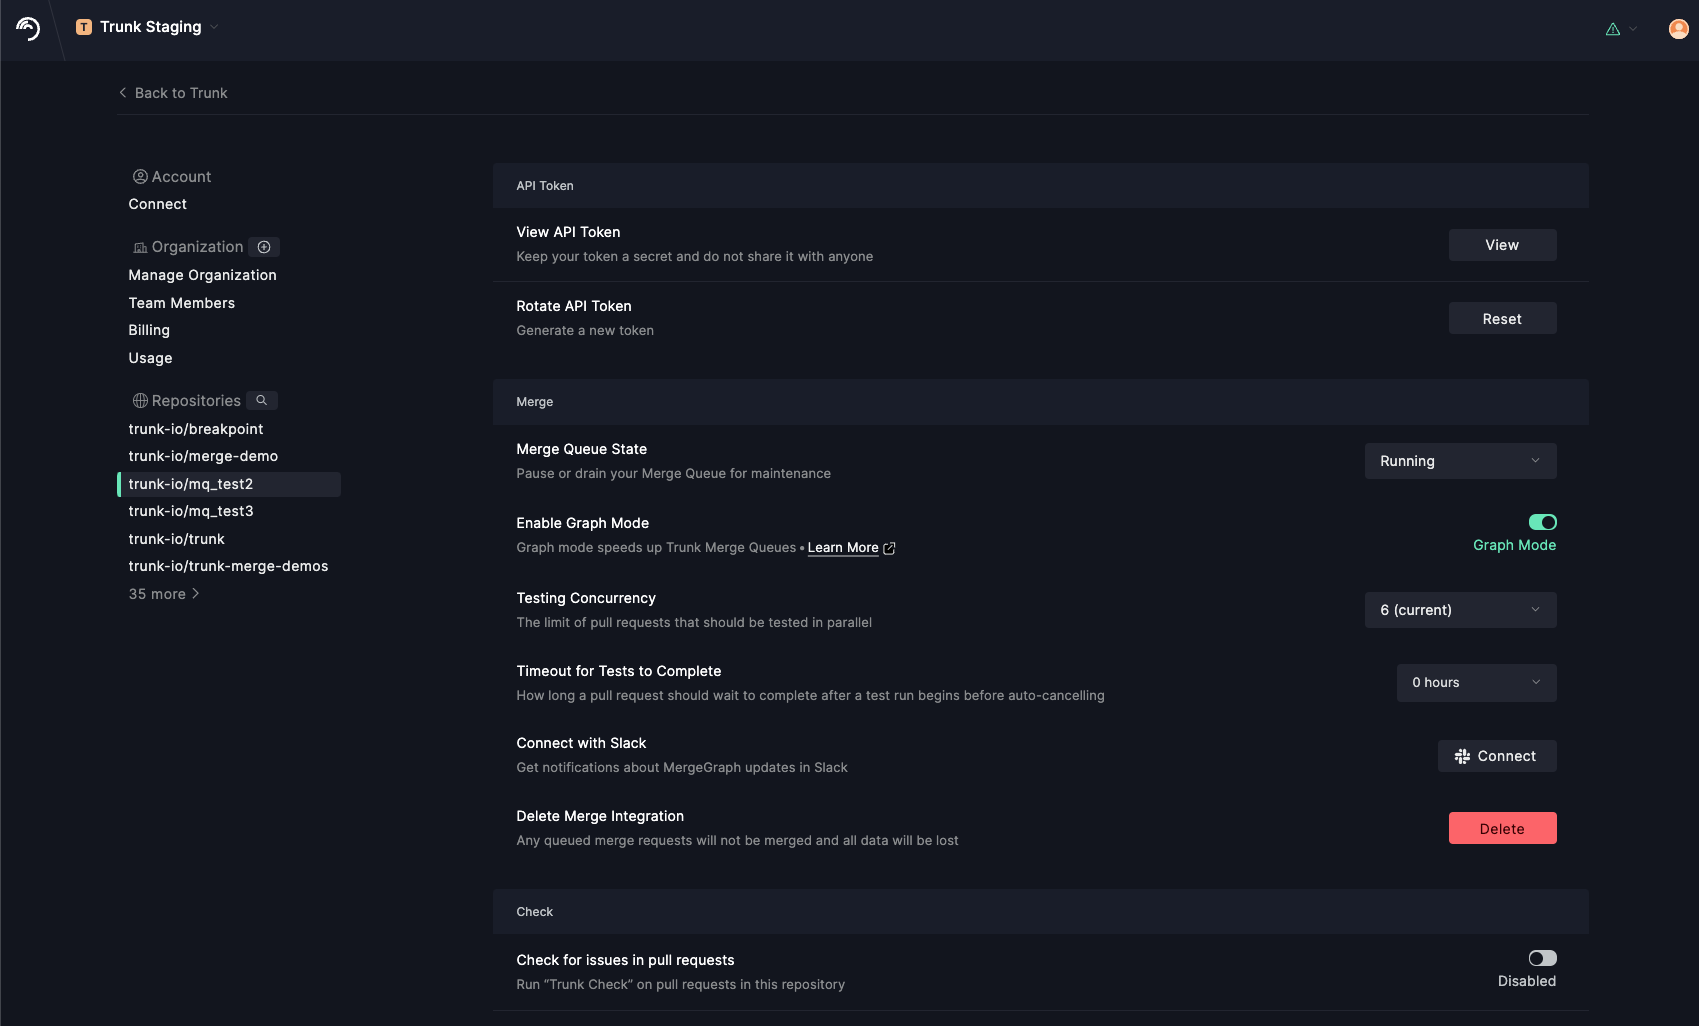 T Trunk Staging
Back to Trunk
Account
Connect
Organization
Manage Organization
Team Members
Billing
Usage
Repositories
trunk-io/breakpoint
trunk-io/merge-demo
trunk-io/mq_test2
trunk-io/mq_test3
trunk-io/trunk
trunk-io/trunk-merge-demos
35 more
API Token
View API Token
Keep your token a secret and do not share it with anyone
View
Rotate API Token
Generate a new token
Reset
Merge
Merge Queue State
Pause or drain your Merge Queue for maintenance
Running
Enable Graph Mode
Graph mode speeds up Trunk Merge Queues • Learn More
Graph Mode
Testing Concurrency
The limit of pull requests that should be tested in parallel
6 (current)
Timeout for Tests to Complete
How long a pull request should wait to complete after a test run begins before auto-cancelling
0 hours
Connect with Slack
Get notifications about MergeGraph updates in Slack
Connect
Delete Merge Integration
Any queued merge requests will not be merged and all data will be lost
Delete
Check
Check for issues in pull requests
Run “Trunk Check” on pull requests in this repository
Disabled